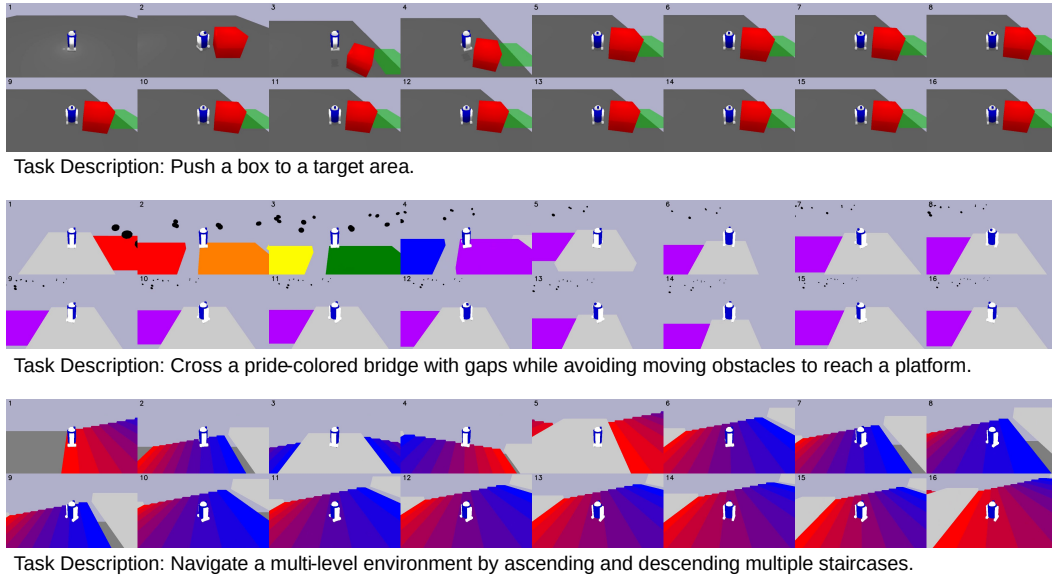 1 2 3 4 5 6 7 8
9 10 11 12 13 14 15 16
Task Description: Push a box to a target area.
1 2 3 4 5 6 7 8
9 10 11 12 13 14 15 16
Task Description: Cross a pride-colored bridge with gaps while avoiding moving obstacles to reach a platform.
1 2 3 4 5 6 7 8
9 10 11 12 13 14 15 16
Task Description: Navigate a multi-level environment by ascending and descending multiple staircases.